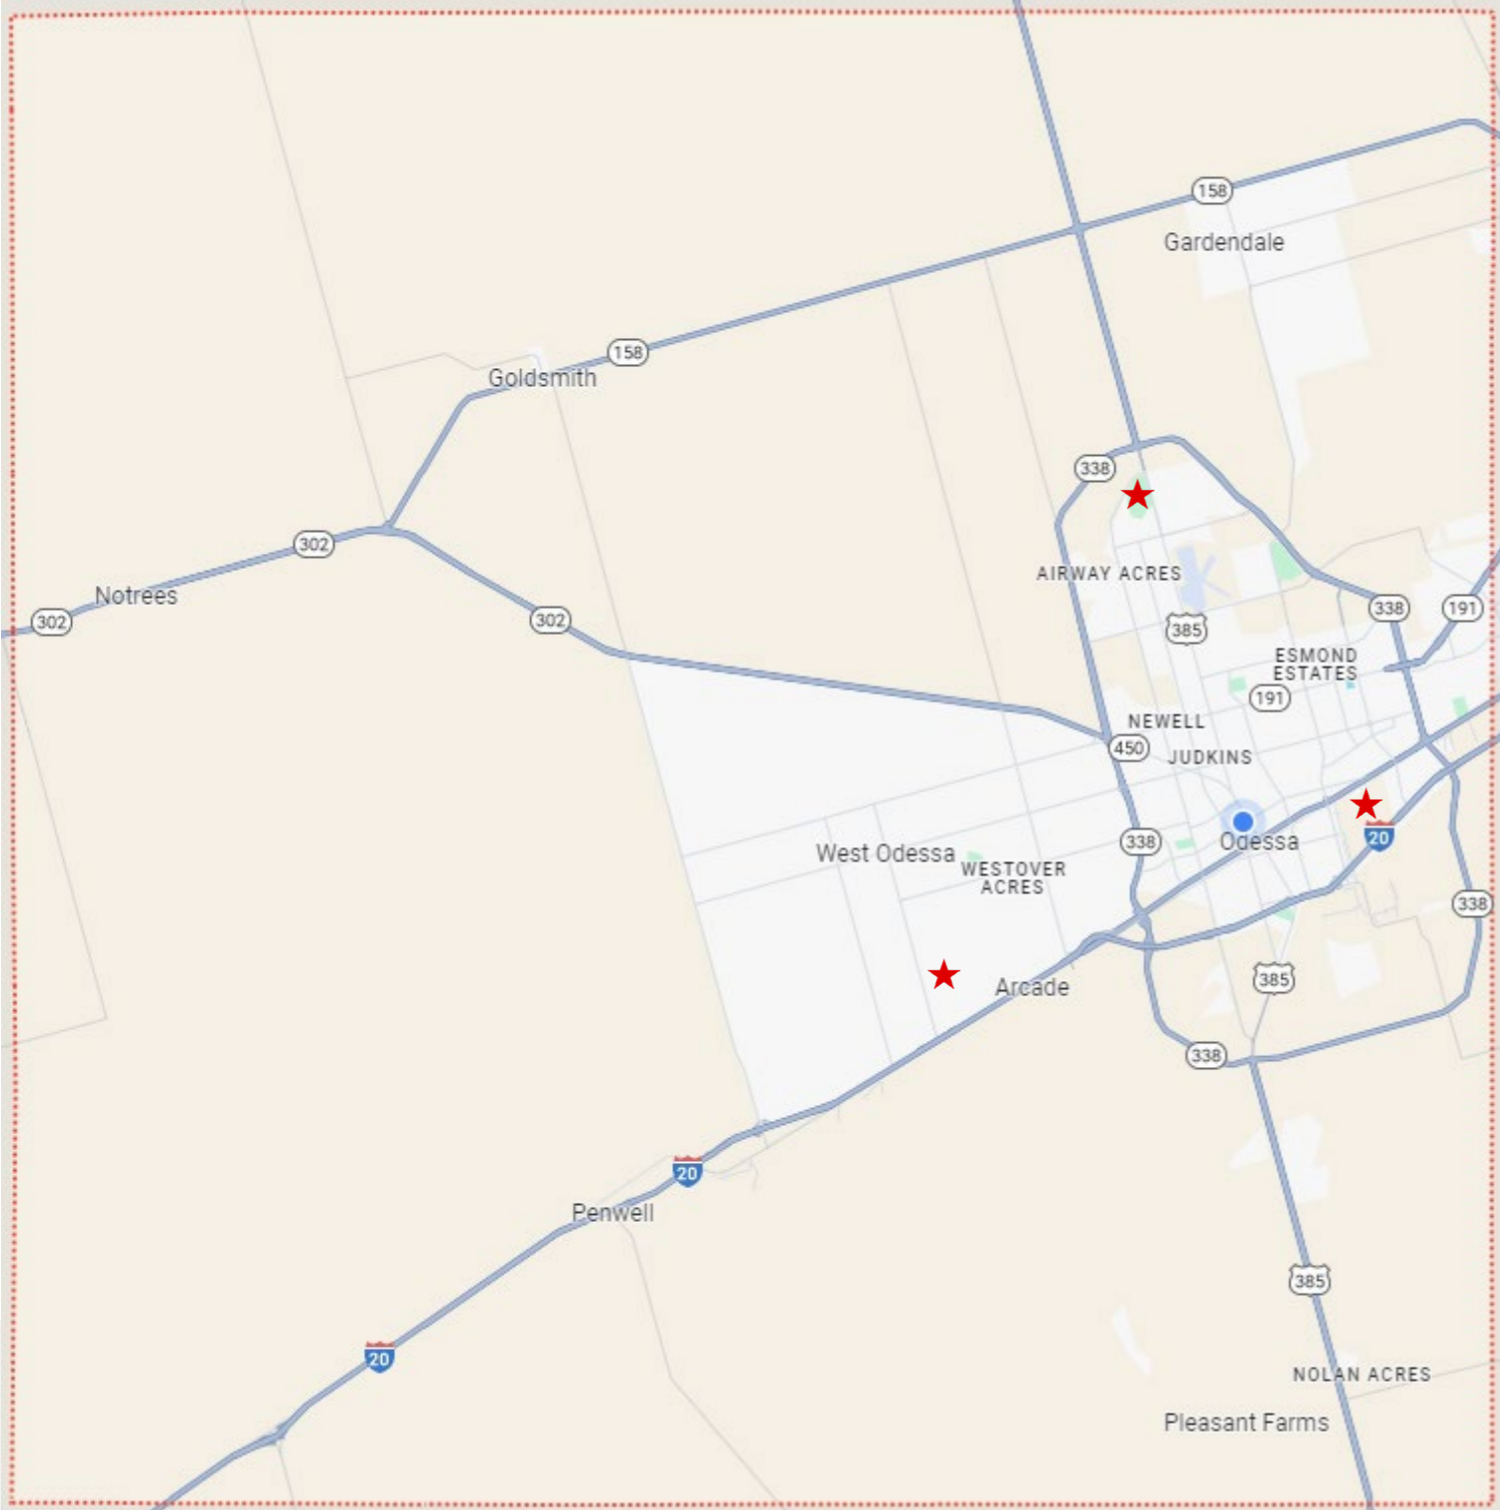 158
Gardendale
158
Goldsmith
338
302
Notrees
302
302
AIRWAY ACRES
385
338
191
ESMOND
ESTATES
191
NEWELL
450
JUDKINS
West Odessa
WESTOVER
ACRES
338
Odessa
20
338
Arcade
385
338
20
Penwell
385
20
NOLAN ACRES
Pleasant Farms